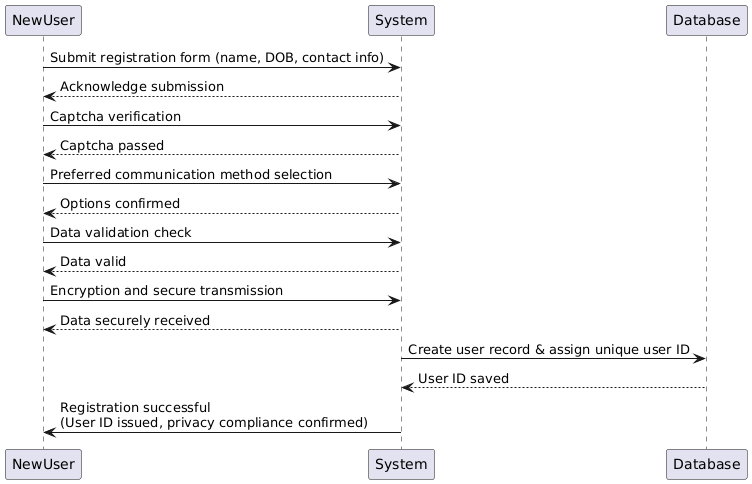 NewUser
System
Database
Submit registration form (name, DOB, contact info)
Acknowledge submission
Captcha verification
Captcha passed
Preferred communication method selection
Options confirmed
Data validation check
Data valid
Encryption and secure transmission
Data securely received
Create user record & assign unique user ID
User ID saved
Registration successful
(User ID issued, privacy compliance confirmed)
NewUser
System
Database